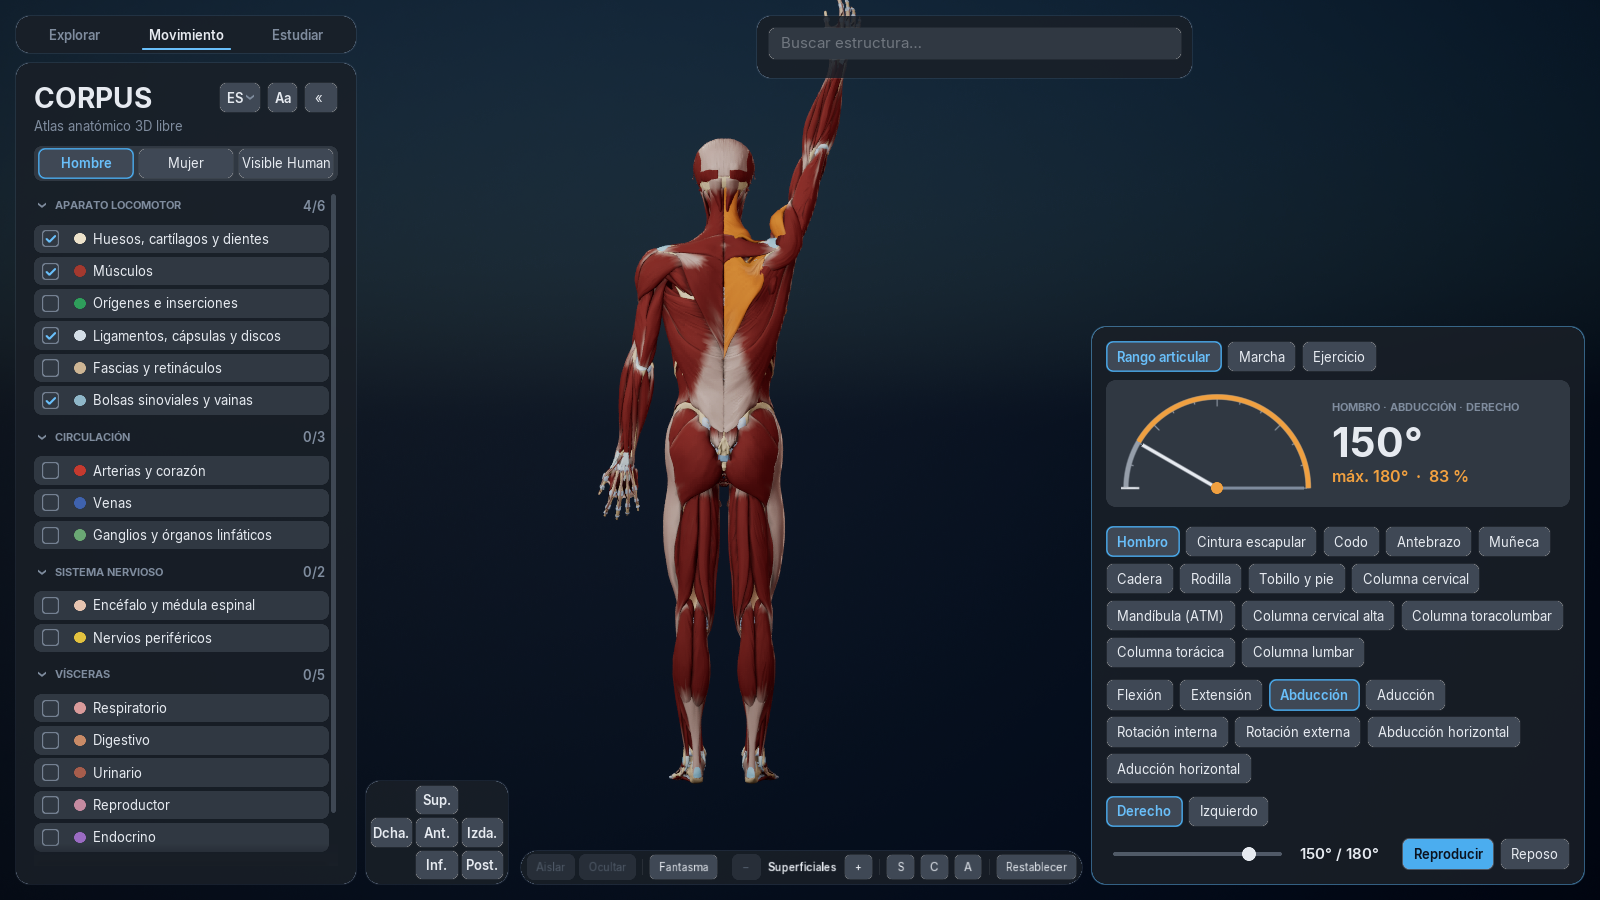 Explorar Movimiento Estudiar
Buscar estructura...
CORPUS
ES Aa «
Atlas anatómico 3D libre
Hombre Mujer Visible Human
APARATO LOCOMOTOR 4/6
Huesos, cartílagos y dientes
Músculos
Orígenes e inserciones
Ligamentos, cápsulas y discos
Fascias y retináculos
Bolsas sinoviales y vainas
CIRCULACIÓN 0/3
Arterias y corazón
Venas
Ganglios y órganos linfáticos
SISTEMA NERVIOSO 0/2
Encéfalo y médula espinal
Nervios periféricos
VÍSCERAS 0/5
Respiratorio
Digestivo
Urinario
Reproductor
Endocrino
Sup.
Dcha. Ant. Izda.
Inf. Post.
Aislar Ocultar Fantasma − Superficiales + S C A Restablecer
Rango articular Marcha Ejercicio
HOMBRO · ABDUCCIÓN · DERECHO
150°
máx. 180° · 83 %
Hombro Cintura escapular Codo Antebrazo Muñeca
Cadera Rodilla Tobillo y pie Columna cervical
Mandíbula (ATM) Columna cervical alta Columna toracolumbar
Columna torácica Columna lumbar
Flexión Extensión Abducción Aducción
Rotación interna Rotación externa Abducción horizontal
Aducción horizontal
Derecho Izquierdo
150° / 180° Reproducir Reposo